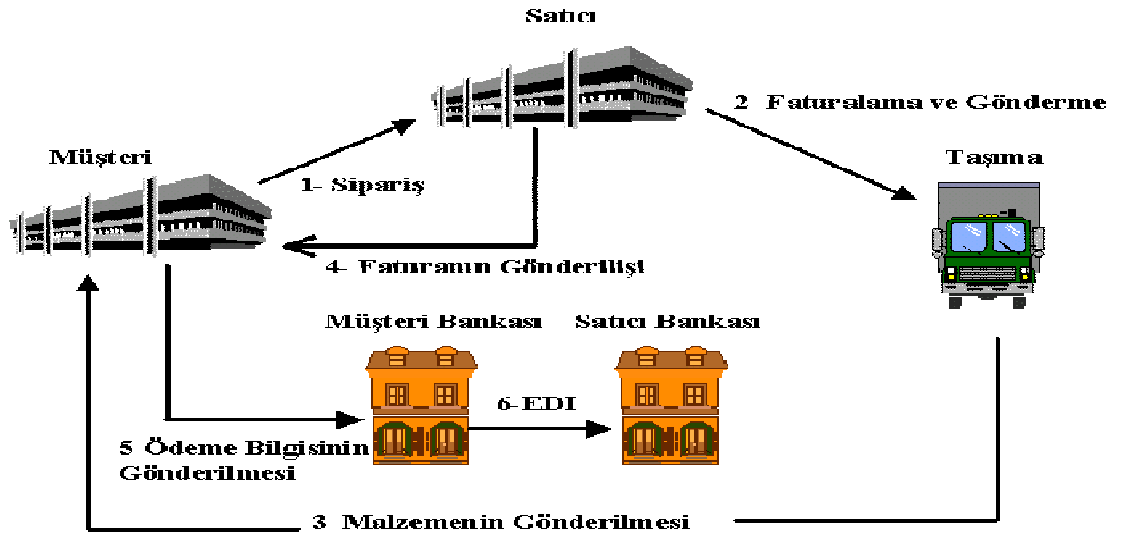 Satıcı
2 Faturalama ve Gönderme
Müşteri
Taşıma
1- Sipariş
4- Faturanın Gönderilişi
Müşteri Bankası
Satıcı Bankası
6-EDI
5 Ödeme Bilgisinin
Gönderilmesi
3 Malzemenin Gönderilmesi